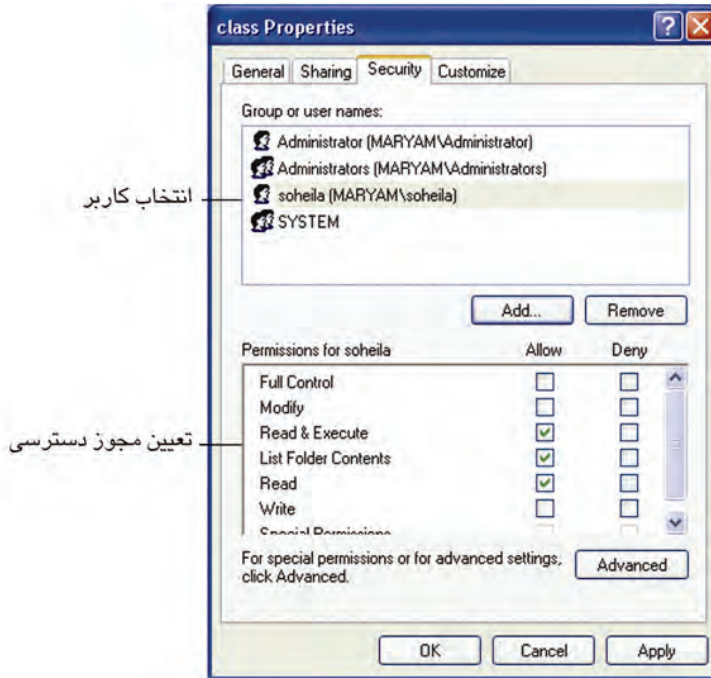 class Properties
General Sharing Security Customize
Group or user names:
Administrator (MARYAM\Administrator)
Administrators (MARYAM\Administrators)
انتخاب کاربر
soheila (MARYAM\soheila)
SYSTEM
Add... Remove
Permissions for soheila Allow Deny
Full Control
Modify
تعیین مجوز دسترسی
Read & Execute
List Folder Contents
Read
Write
Special Permissions
For special permissions or for advanced settings,
click Advanced.
Advanced
OK Cancel Apply